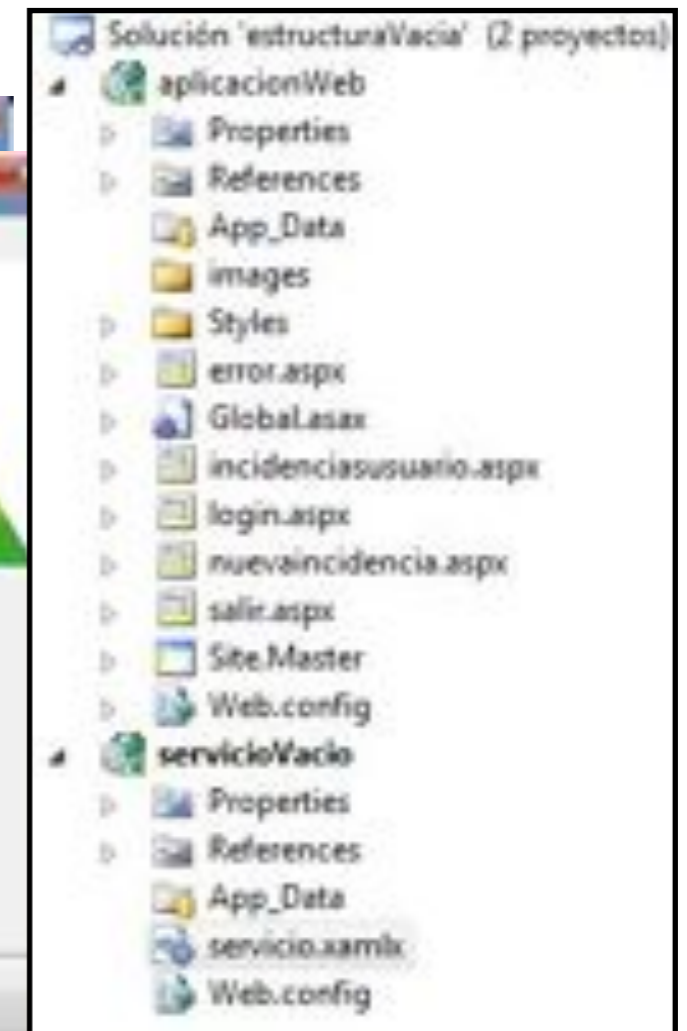 Solución 'estructuraVacia' (2 proyectos)
aplicacionWeb
Properties
References
App_Data
images
Styles
error.aspx
Global.asax
incidenciasusuario.aspx
login.aspx
nuevaincidencia.aspx
salir.aspx
Site.Master
Web.config
servicioVacio
Properties
References
App_Data
servicio.xamlx
Web.config